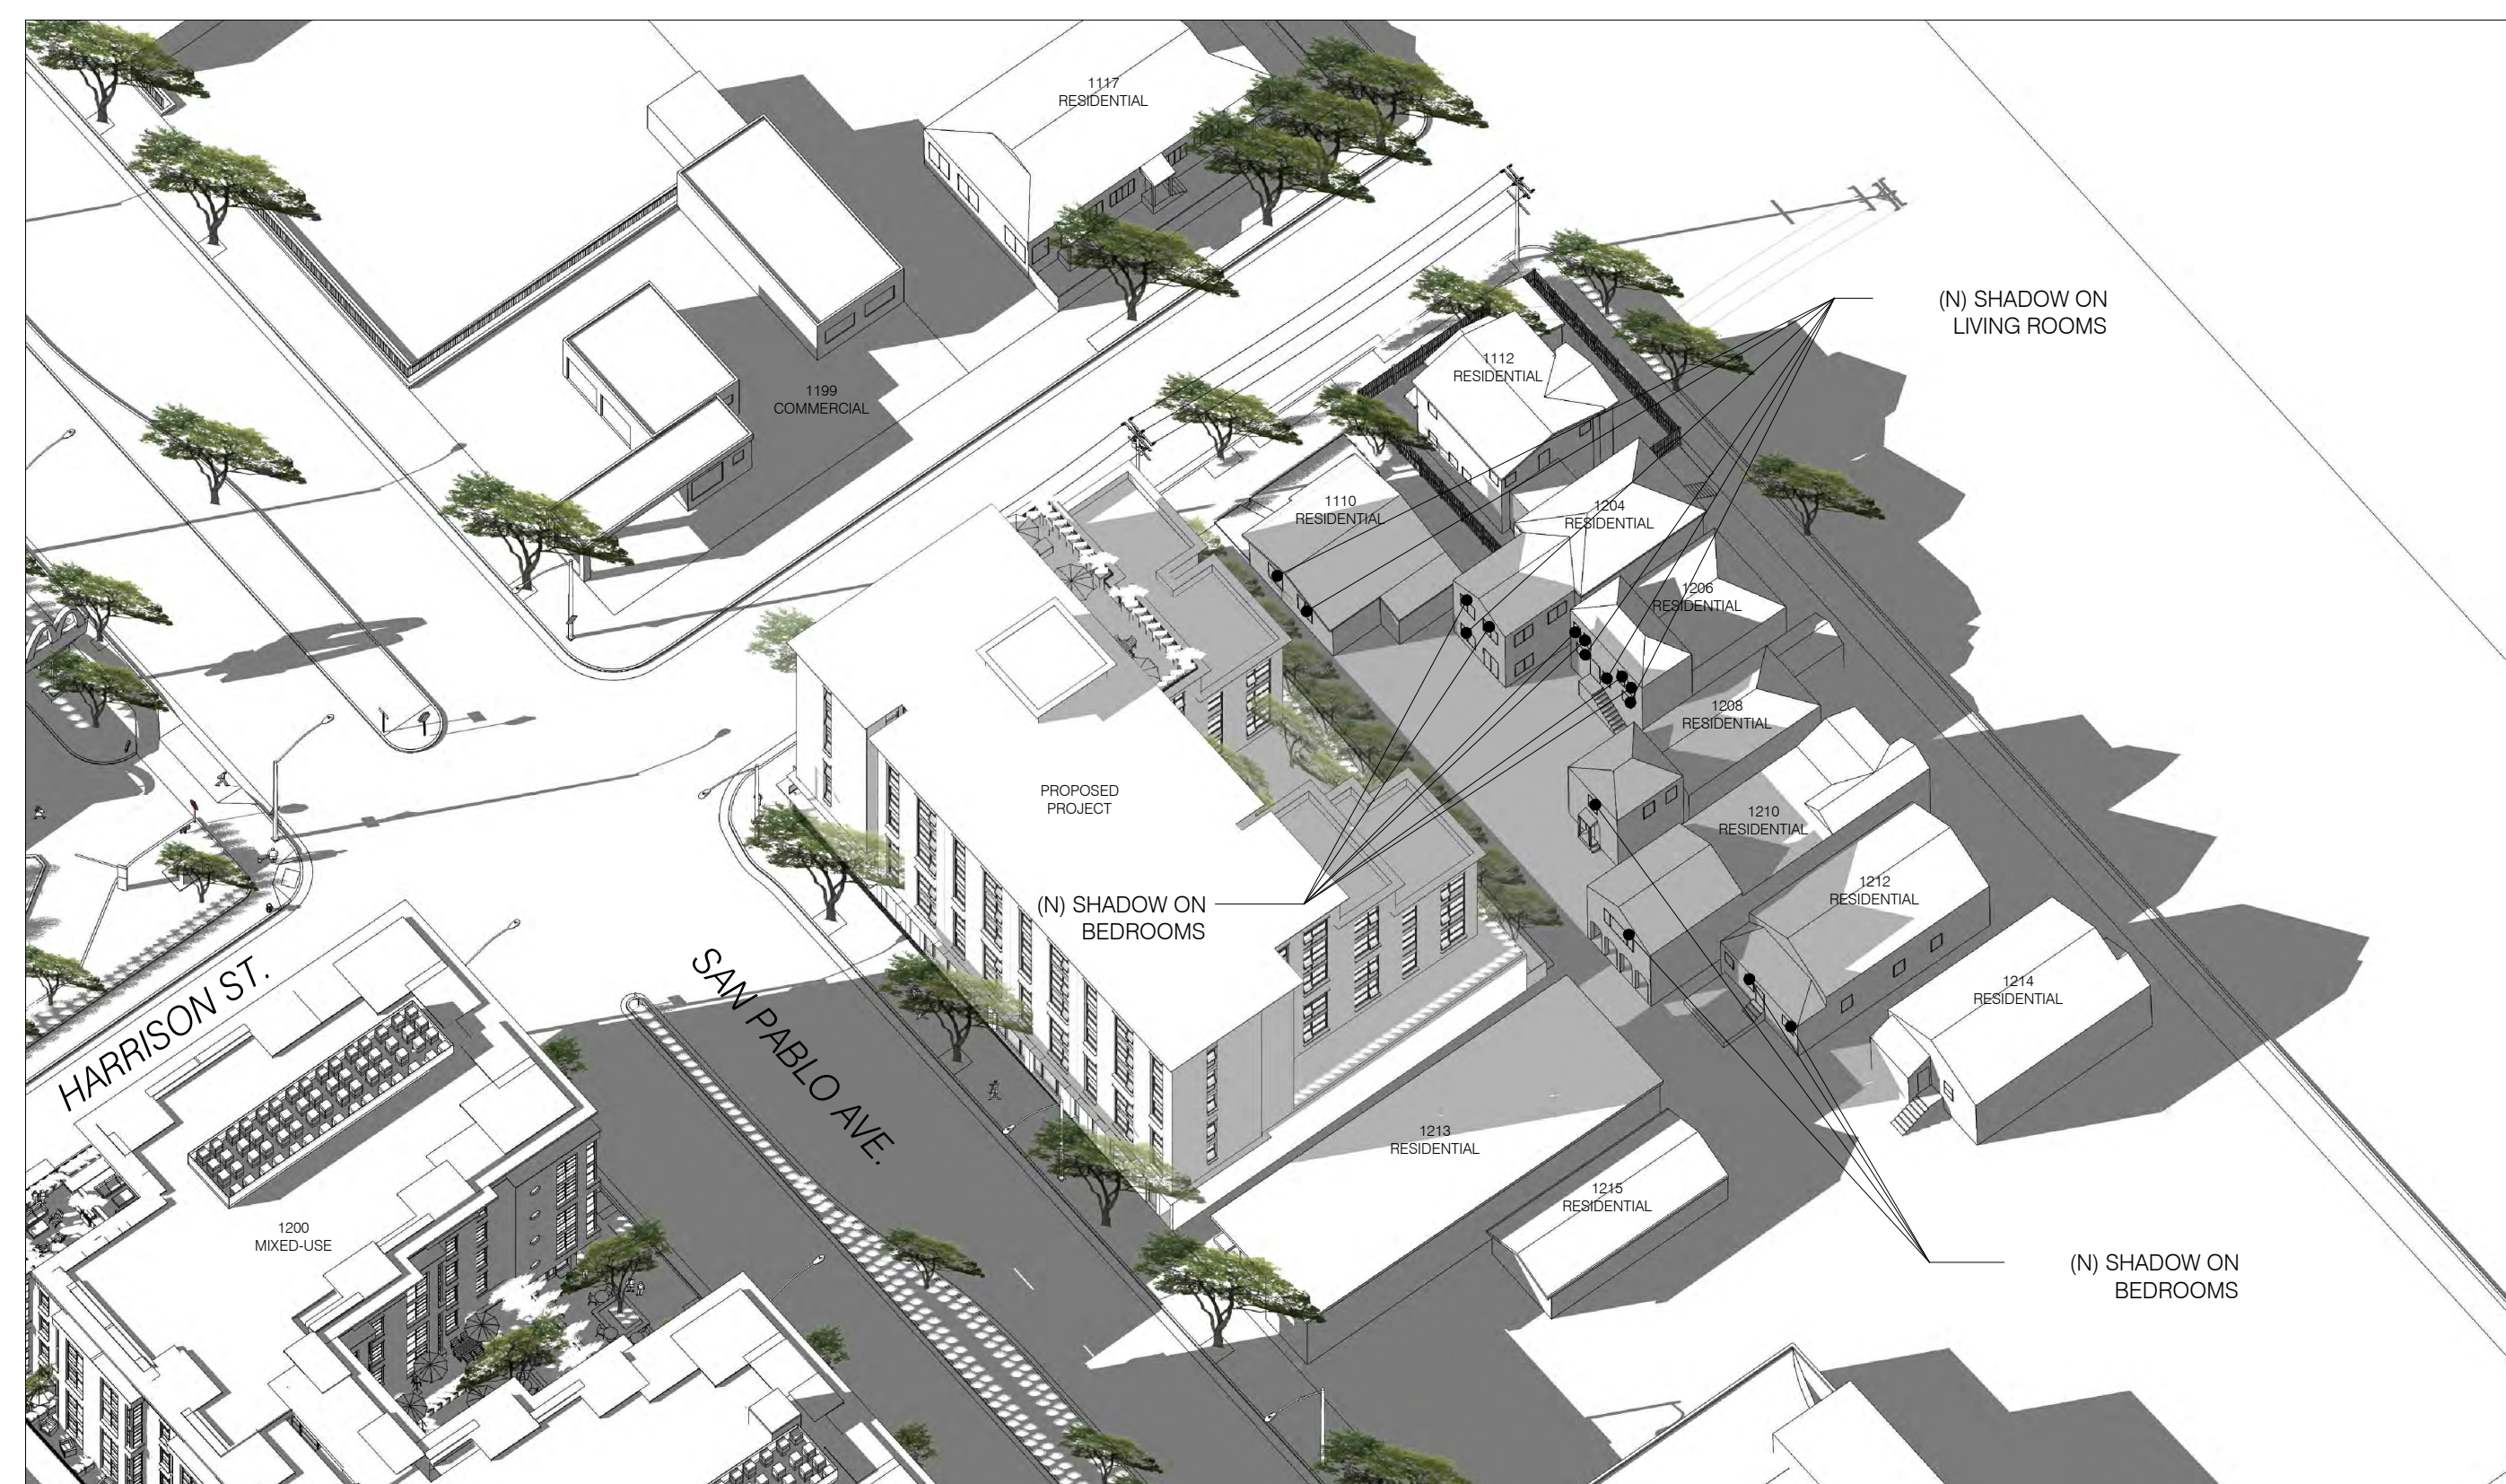 1117
RESIDENTIAL
(N) SHADOW ON
LIVING ROOMS
1112
RESIDENTIAL
1199
COMMERCIAL
1110
RESIDENTIAL
1204
RESIDENTIAL
1206
RESIDENTIAL
1208
RESIDENTIAL
PROPOSED
PROJECT
1210
RESIDENTIAL
1212
RESIDENTIAL
(N) SHADOW ON
BEDROOMS
HARRISON ST.
SAN PABLO AVE.
1214
RESIDENTIAL
1213
RESIDENTIAL
1215
RESIDENTIAL
1200
MIXED-USE
(N) SHADOW ON
BEDROOMS